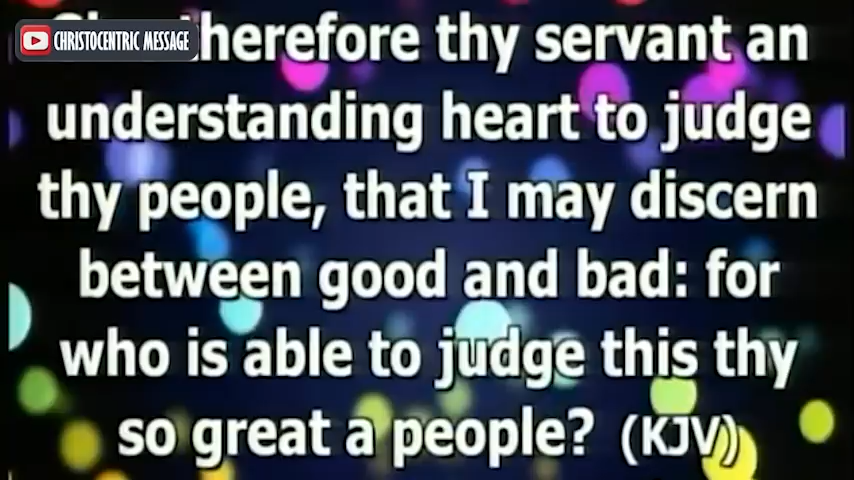 CHRISTOCENTRIC MESSAGE
therefore thy servant an
understanding heart to judge
thy people, that I may discern
between good and bad: for
who is able to judge this thy
so great a people? (KJV)